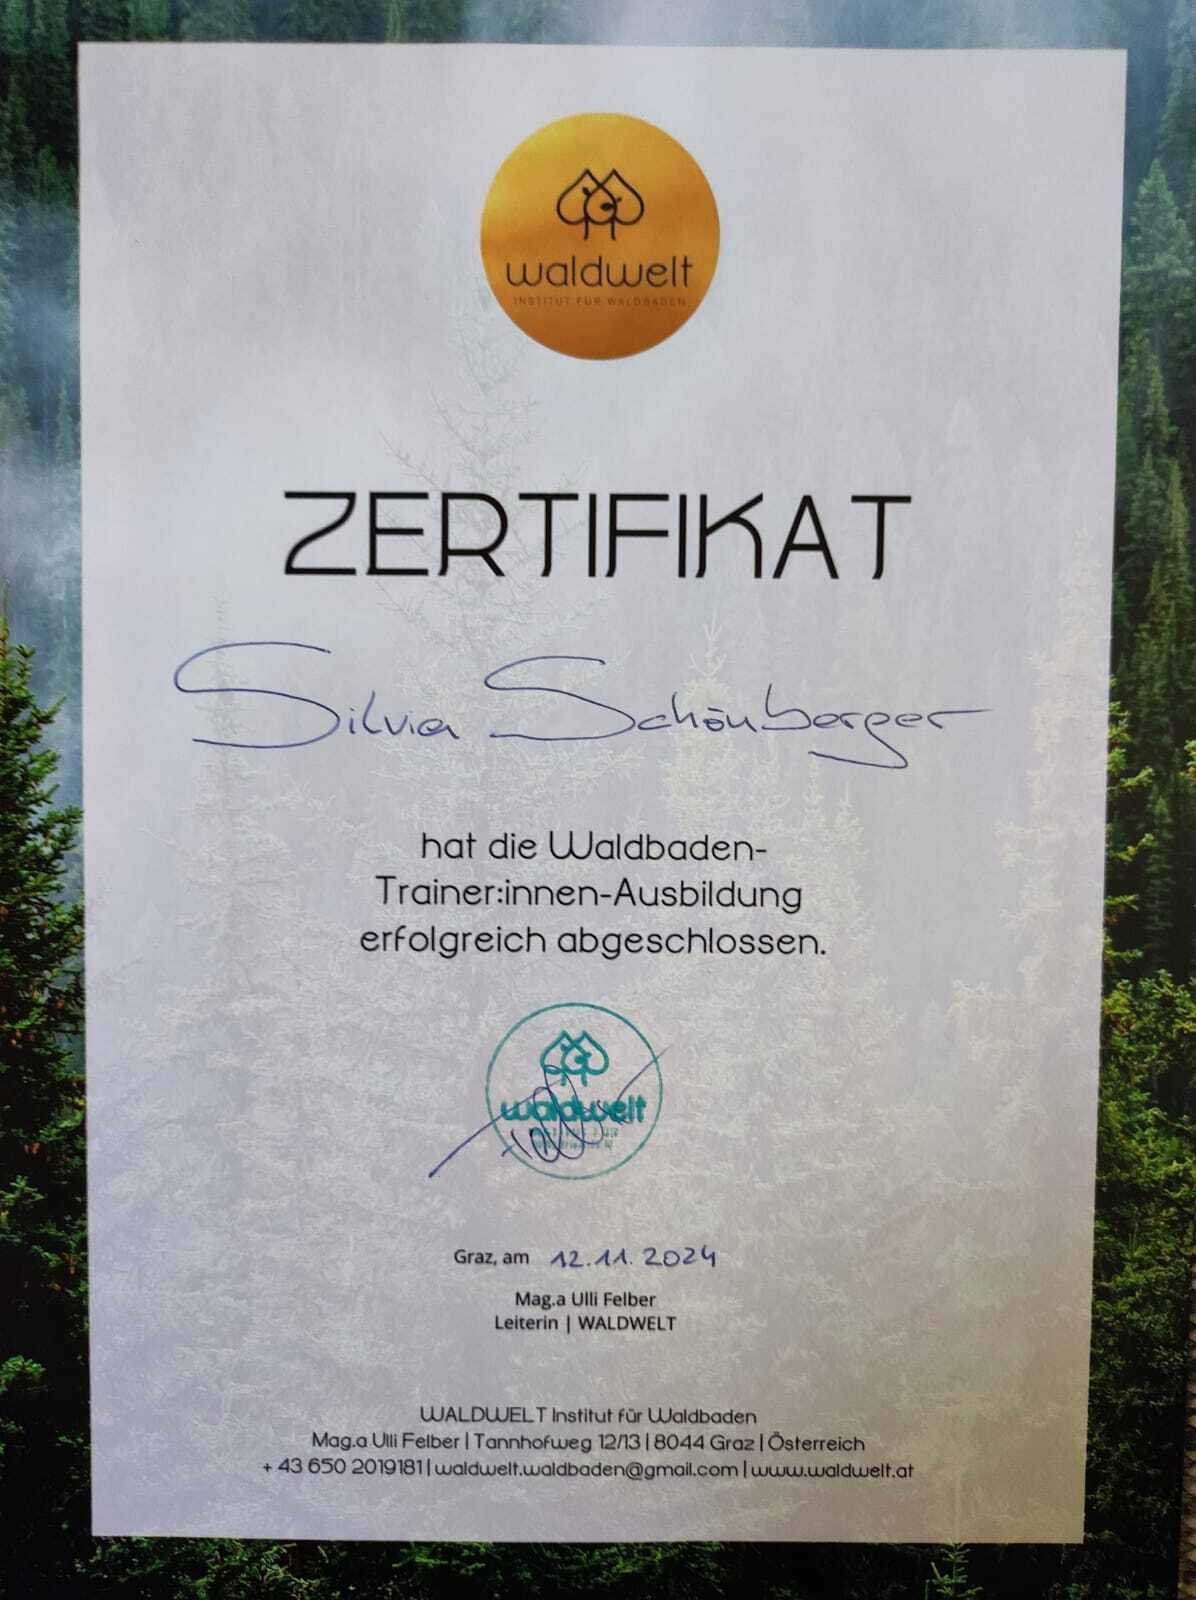 waldwelt
INSTITUT FÜR WALDBADEN
ZERTIFIKAT
Silvia Schönberger
hat die Waldbaden-
Trainer:innen-Ausbildung
erfolgreich abgeschlossen.
waldwelt
Graz, am 12.11.2024
Mag.a Ulli Felber
Leiterin | WALDWELT
WALDWELT Institut für Waldbaden
Mag.a Ulli Felber | Tannhofweg 12/13 | 8044 Graz | Österreich
+ 43 650 2019181 | waldwelt.waldbaden@gmail.com | www.waldwelt.at